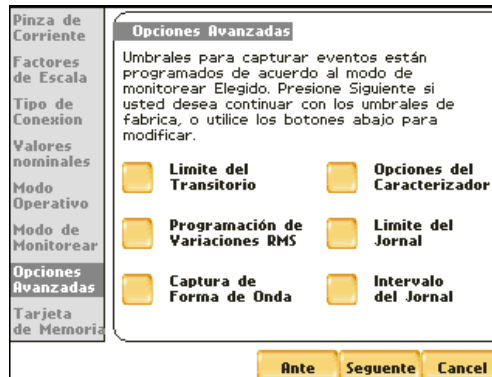 Pinza de
Corriente
Factores
de Escala
Tipo de
Conexion
Valores
nominales
Modo
Operativo
Modo de
Monitorear
Opciones
Avanzadas
Tarjeta
de Memoria
Opciones Avanzadas
Umbrales para capturar eventos están
programados de acuerdo al modo de
monitorear Elegido. Presione Siguiente si
usted desea continuar con los umbrales de
fabrica, o utilice los botones abajo para
modificar.
Limite del
Transitorio
Opciones del
Caracterizador
Programación de
Variaciones RMS
Limite del
Jornal
Captura de
Forma de Onda
Intervalo
del Jornal
Ante
Seguente
Cancel